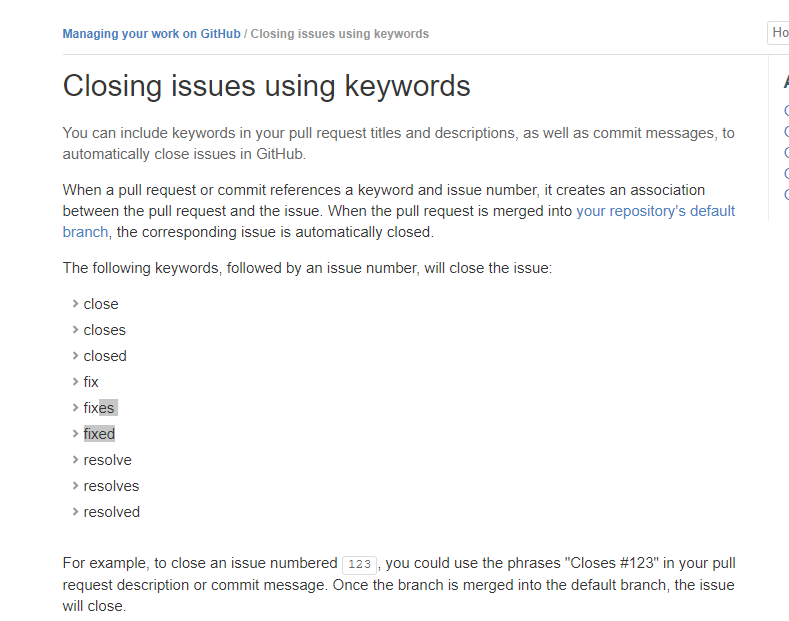 Managing your work on GitHub / Closing issues using keywords
Ho
Closing issues using keywords
You can include keywords in your pull request titles and descriptions, as well as commit messages, to
automatically close issues in GitHub.
When a pull request or commit references a keyword and issue number, it creates an association
between the pull request and the issue. When the pull request is merged into your repository's default
branch, the corresponding issue is automatically closed.
The following keywords, followed by an issue number, will close the issue:
close
closes
closed
fix
fixes
fixed
resolve
resolves
resolved
For example, to close an issue numbered 123, you could use the phrases "Closes #123" in your pull
request description or commit message. Once the branch is merged into the default branch, the issue
will close.